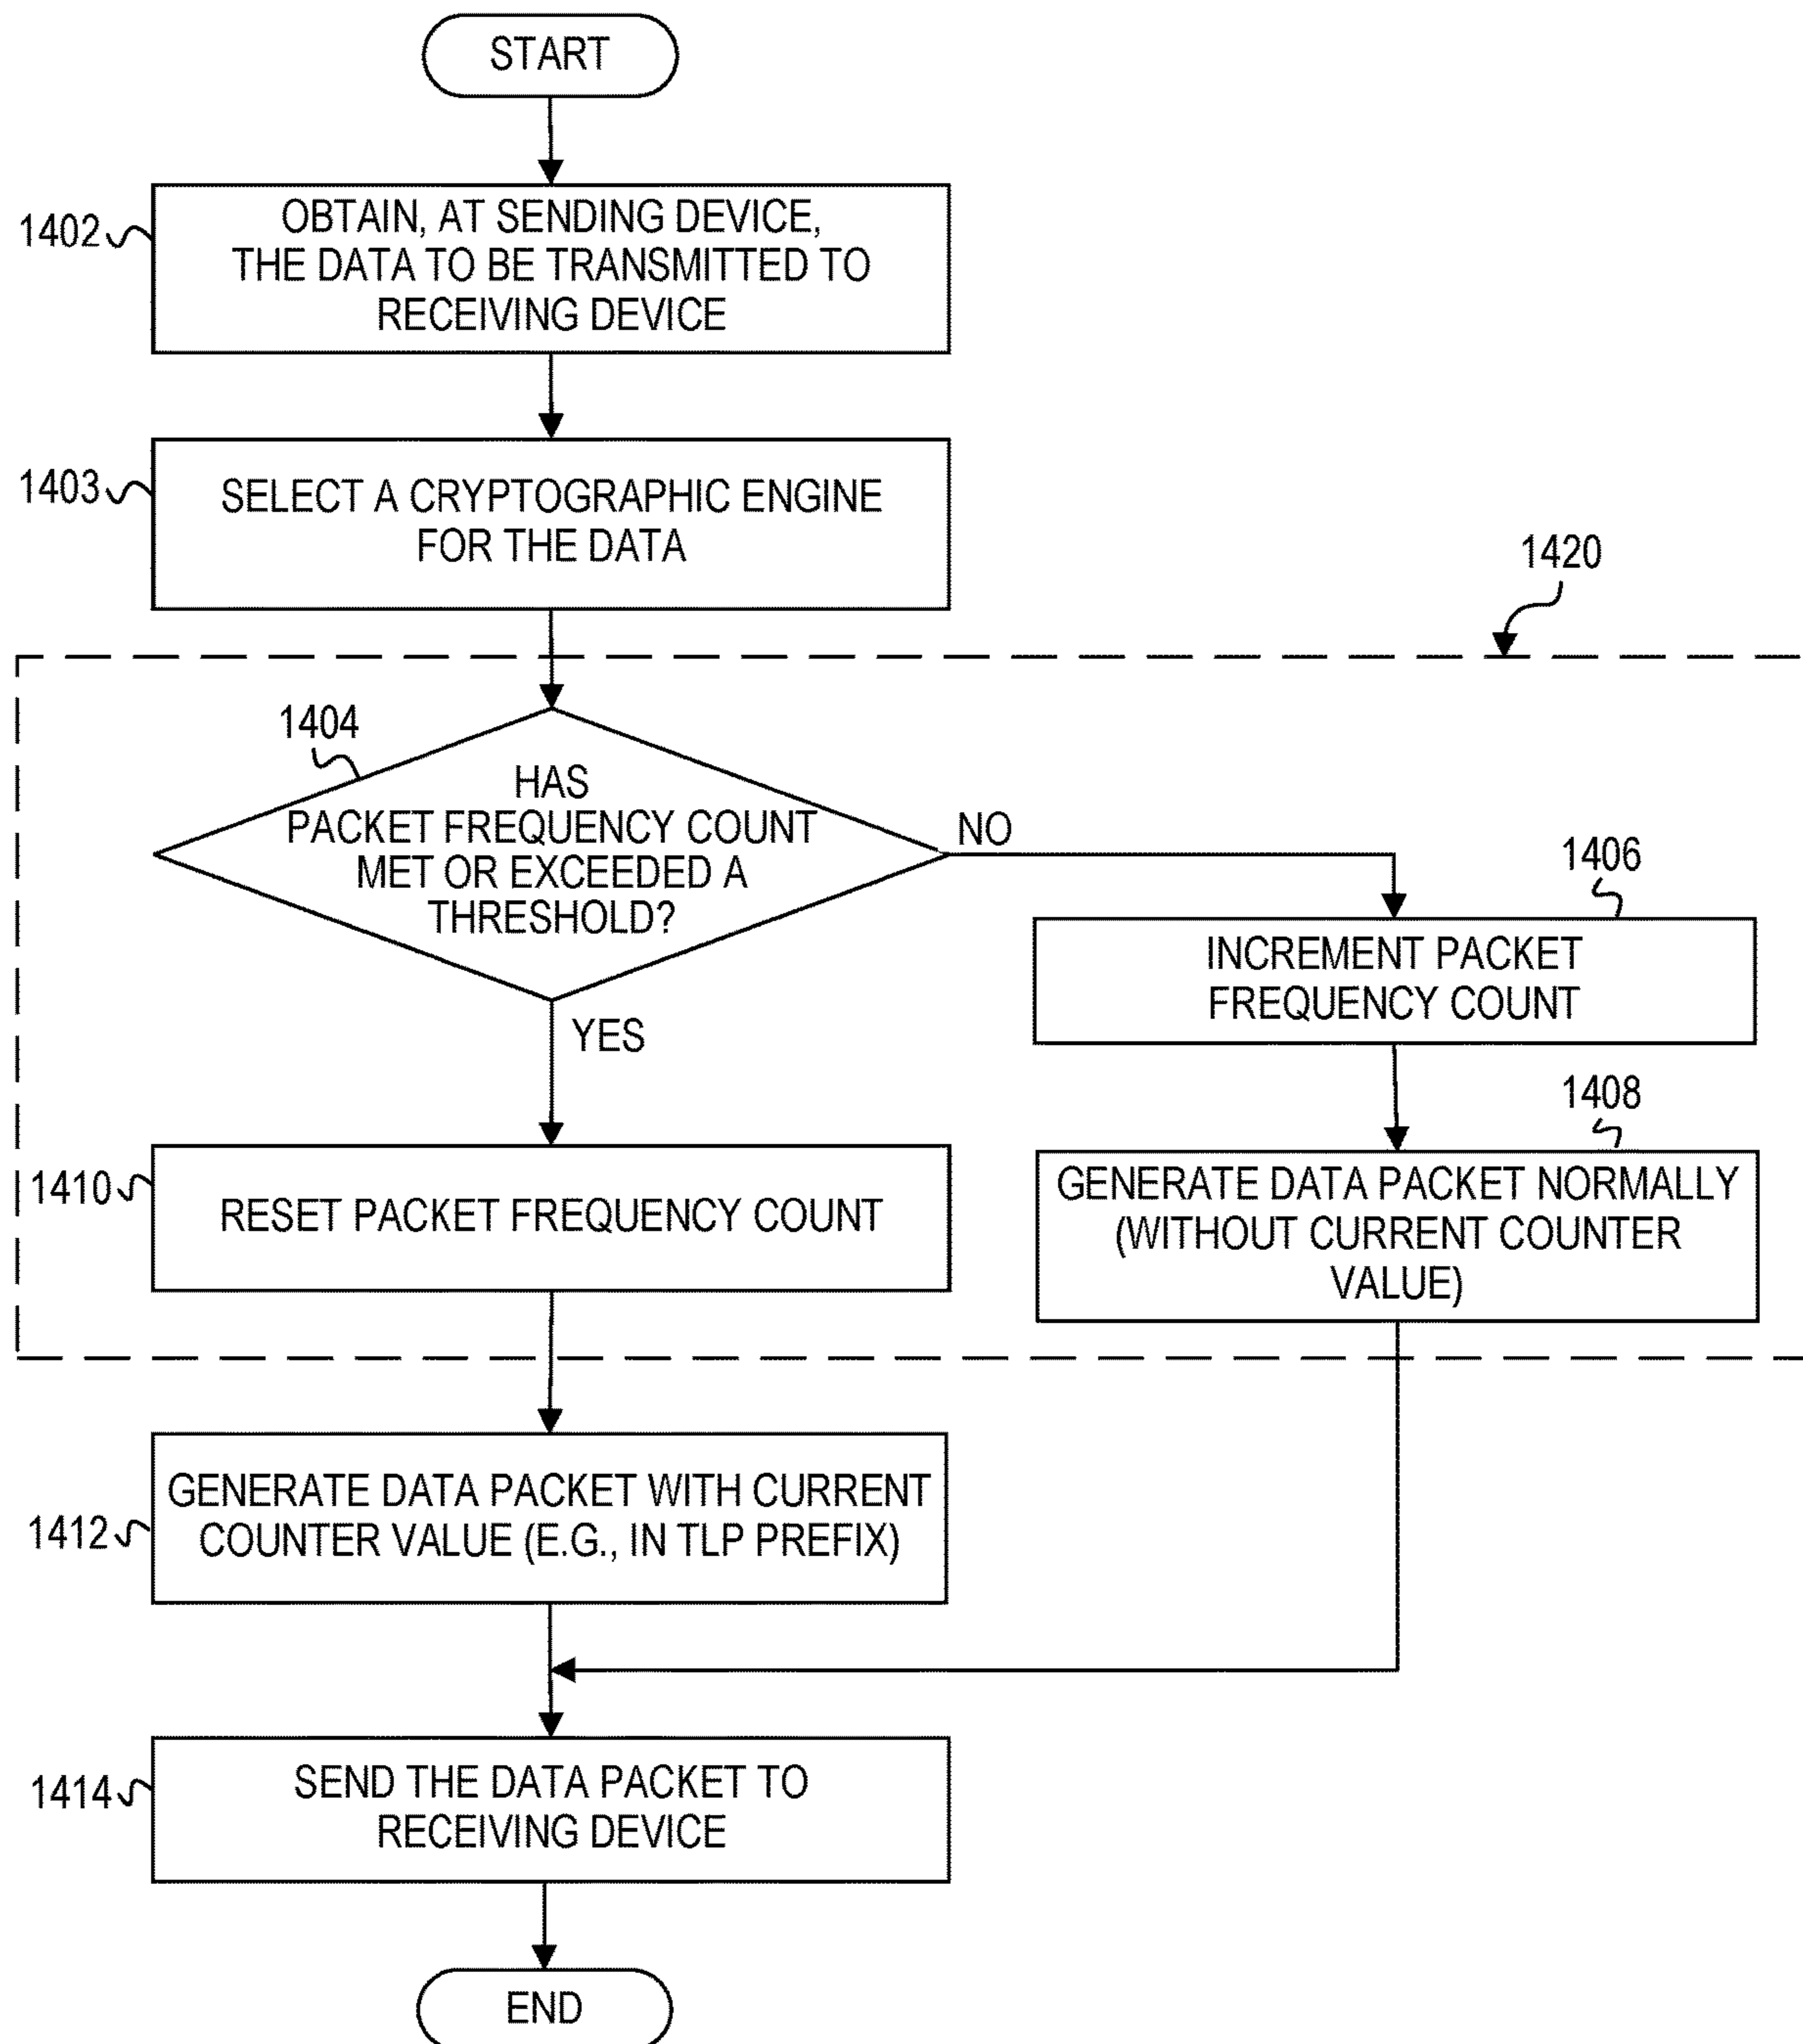 START
1402
OBTAIN, AT SENDING DEVICE,
THE DATA TO BE TRANSMITTED TO
RECEIVING DEVICE
1403
SELECT A CRYPTOGRAPHIC ENGINE
FOR THE DATA
1420
1404
HAS
PACKET FREQUENCY COUNT
MET OR EXCEEDED A
THRESHOLD?
NO
YES
1406
INCREMENT PACKET
FREQUENCY COUNT
1408
GENERATE DATA PACKET NORMALLY
(WITHOUT CURRENT COUNTER
VALUE)
1410
RESET PACKET FREQUENCY COUNT
1412
GENERATE DATA PACKET WITH CURRENT
COUNTER VALUE (E.G., IN TLP PREFIX)
1414
SEND THE DATA PACKET TO
RECEIVING DEVICE
END